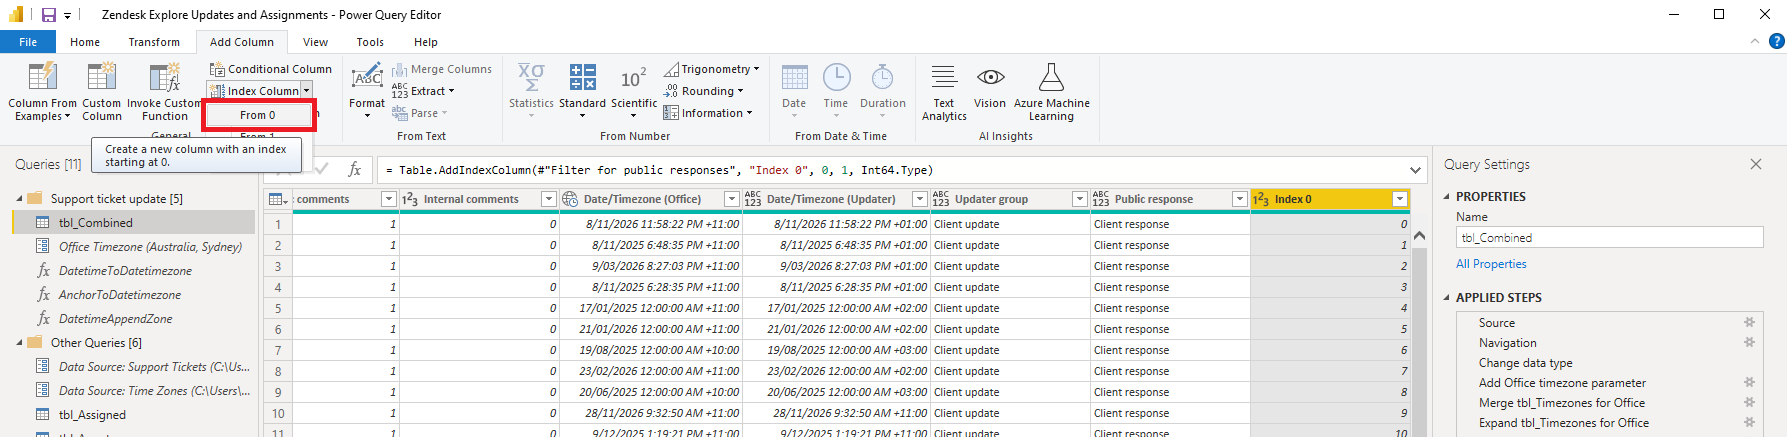 Zendesk Explore Updates and Assignments - Power Query Editor
File Home Transform Add Column View Tools Help
Column From Examples
Custom Column
Invoke Custom Function
Conditional Column
Index Column
From 0
From 1
General
Create a new column with an index
starting at 0.
Format
ABC
Merge Columns
ABC
123
Extract
abc
Parse
From Text
Statistics
Standard
10²
Scientific
Trigonometry
Rounding
Information
From Number
Date
Time
Duration
From Date & Time
Text
Analytics
Vision
Azure Machine
Learning
AI Insights
Queries [11]
Support ticket update [5]
tbl_Combined
Office Timezone (Australia, Sydney)
DatetimeToDatetimezone
AnchorToDatetimezone
DatetimeAppendZone
Other Queries [6]
Data Source: Support Tickets (C:\Us...
Data Source: Time Zones (C:\Users\...
tbl_Assigned
fx = Table.AddIndexColumn(#"Filter for public responses", "Index 0", 0, 1, Int64.Type)
comments 1²3 Internal comments Date/Timezone (Office) ABC 123 Date/Timezone (Updater) ABC 123 Updater group ABC 123 Public response 1²3 Index 0
1 1 0 8/11/2026 11:58:22 PM +11:00 8/11/2026 11:58:22 PM +01:00 Client update Client response 0
2 1 0 8/11/2025 6:48:35 PM +11:00 8/11/2025 6:48:35 PM +01:00 Client update Client response 1
3 1 0 9/03/2026 8:27:03 PM +11:00 9/03/2026 8:27:03 PM +01:00 Client update Client response 2
4 1 0 8/11/2025 6:28:35 PM +11:00 8/11/2025 6:28:35 PM +01:00 Client update Client response 3
5 1 0 17/01/2025 12:00:00 AM +11:00 17/01/2025 12:00:00 AM +02:00 Client update Client response 4
6 1 0 21/01/2026 12:00:00 AM +11:00 21/01/2026 12:00:00 AM +02:00 Client update Client response 5
7 1 0 19/08/2025 12:00:00 AM +10:00 19/08/2025 12:00:00 AM +03:00 Client update Client response 6
8 1 0 23/02/2026 12:00:00 AM +11:00 23/02/2026 12:00:00 AM +02:00 Client update Client response 7
9 1 0 20/06/2025 12:00:00 AM +10:00 20/06/2025 12:00:00 AM +03:00 Client update Client response 8
10 1 0 28/11/2026 9:32:50 AM +11:00 28/11/2026 9:32:50 AM +11:00 Client update Client response 9
11 1 0 9/12/2025 1:19:21 PM +11:00 9/12/2025 1:19:21 PM +11:00 Client update Client response 10
Query Settings
PROPERTIES
Name
tbl_Combined
All Properties
APPLIED STEPS
Source
Navigation
Change data type
Add Office timezone parameter
Merge tbl_Timezones for Office
Expand tbl_Timezones for Office